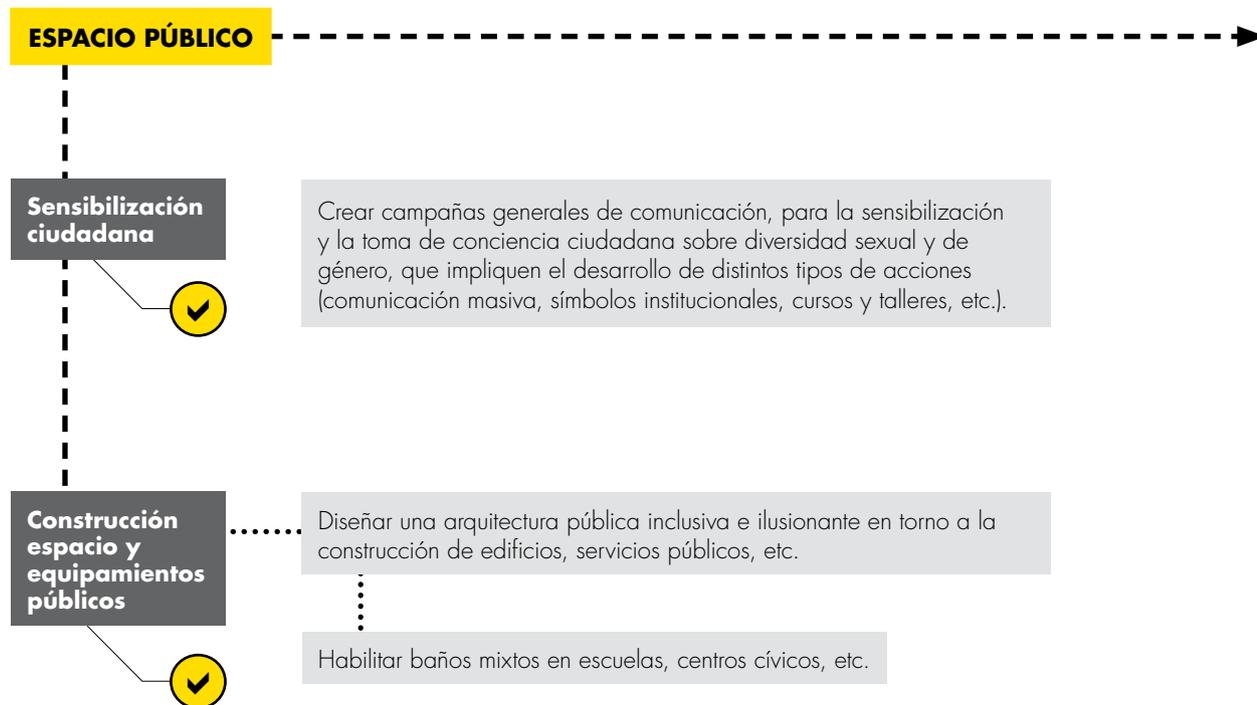 ESPACIO PÚBLICO
Sensibilización
ciudadana
Crear campañas generales de comunicación, para la sensibilización
y la toma de conciencia ciudadana sobre diversidad sexual y de
género, que impliquen el desarrollo de distintos tipos de acciones
(comunicación masiva, símbolos institucionales, cursos y talleres, etc.).
Construcción
espacio y
equipamientos
públicos
Diseñar una arquitectura pública inclusiva e ilusionante en torno a la
construcción de edificios, servicios públicos, etc.
Habilitar baños mixtos en escuelas, centros cívicos, etc.